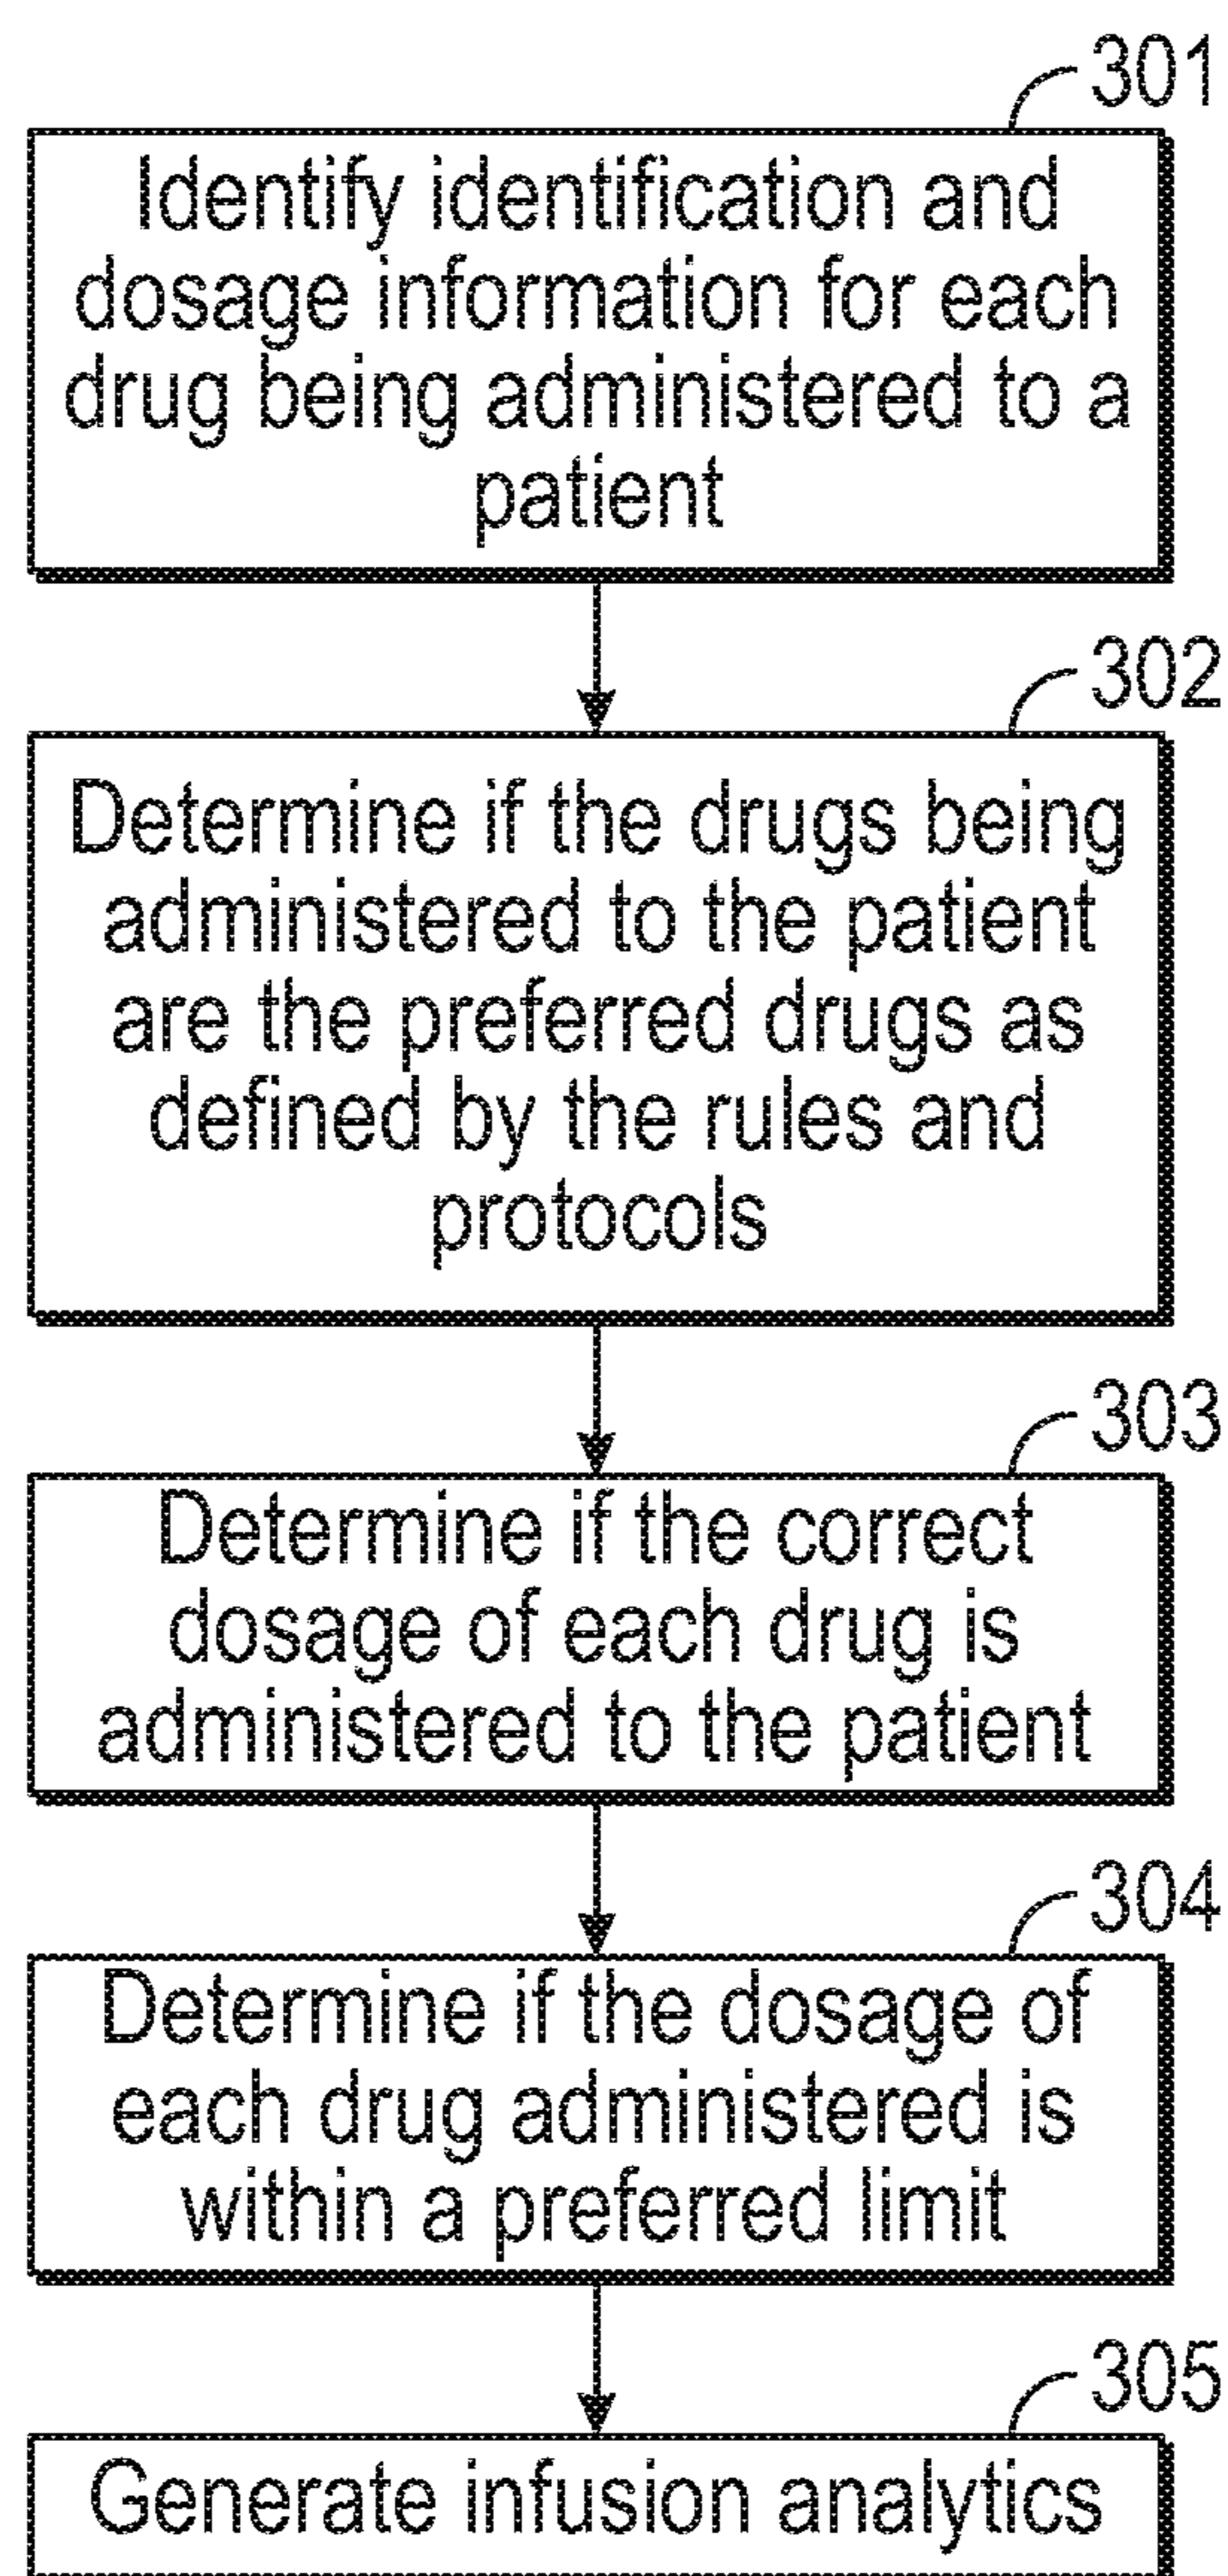 301
Identify identification and
dosage information for each
drug being administered to a
patient
302
Determine if the drugs being
administered to the patient
are the preferred drugs as
defined by the rules and
protocols
303
Determine if the correct
dosage of each drug is
administered to the patient
304
Determine if the dosage of
each drug administered is
within a preferred limit
305
Generate infusion analytics